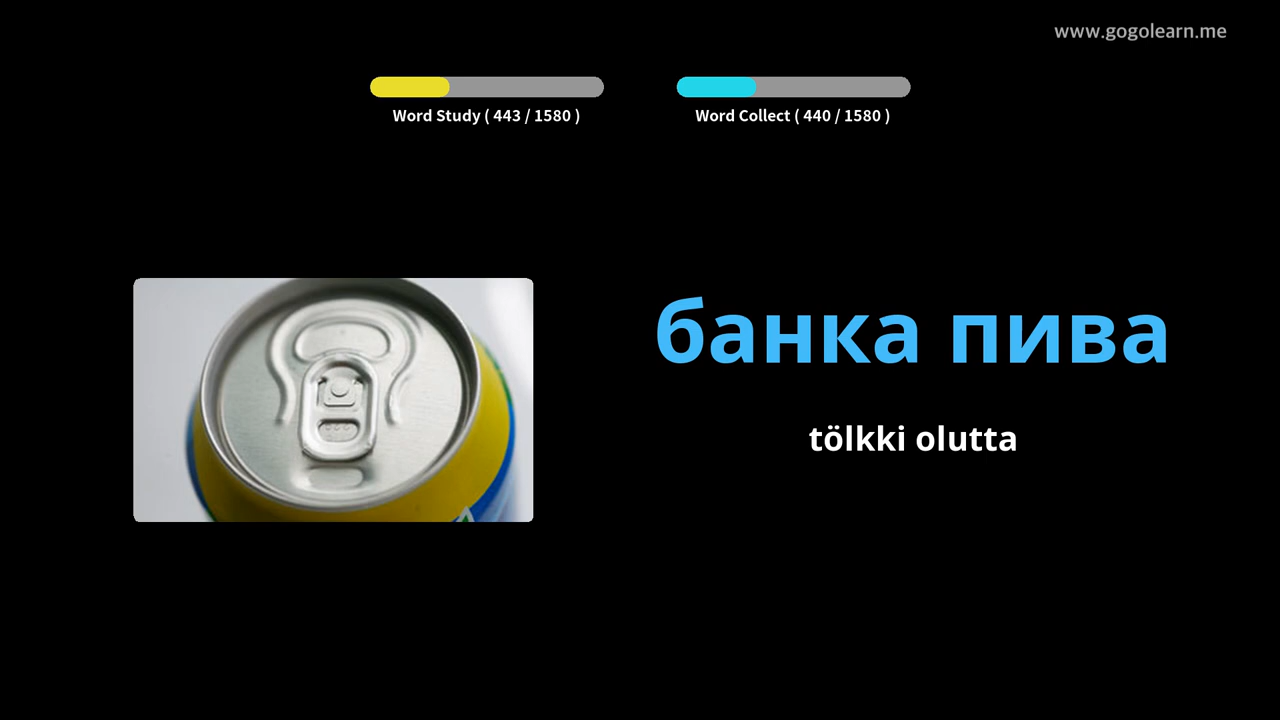 www.gogolearn.me
Word Study ( 443 / 1580 )
Word Collect ( 440 / 1580 )
банка пива
tölkki olutta